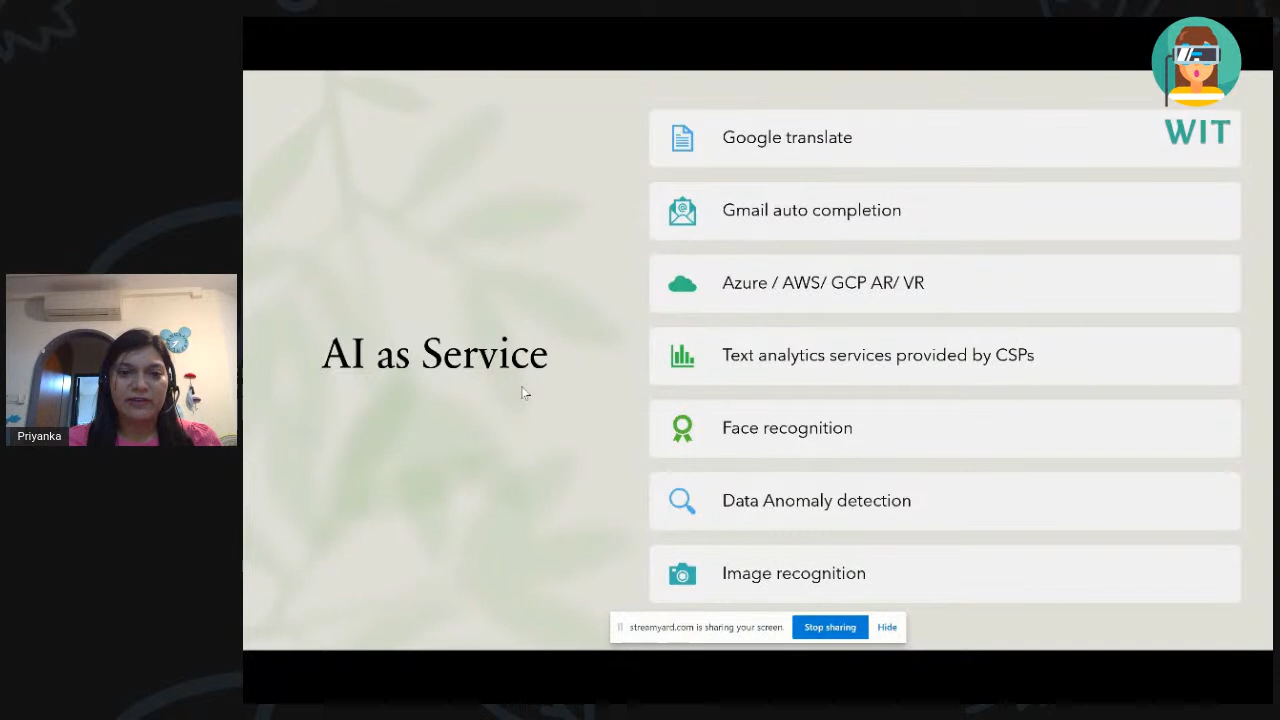 WIT
Google translate
Gmail auto completion
Azure / AWS/ GCP AR/ VR
AI as Service
Text analytics services provided by CSPs
Face recognition
Data Anomaly detection
Image recognition
Priyanka
streamyard.com is sharing your screen. Stop sharing Hide